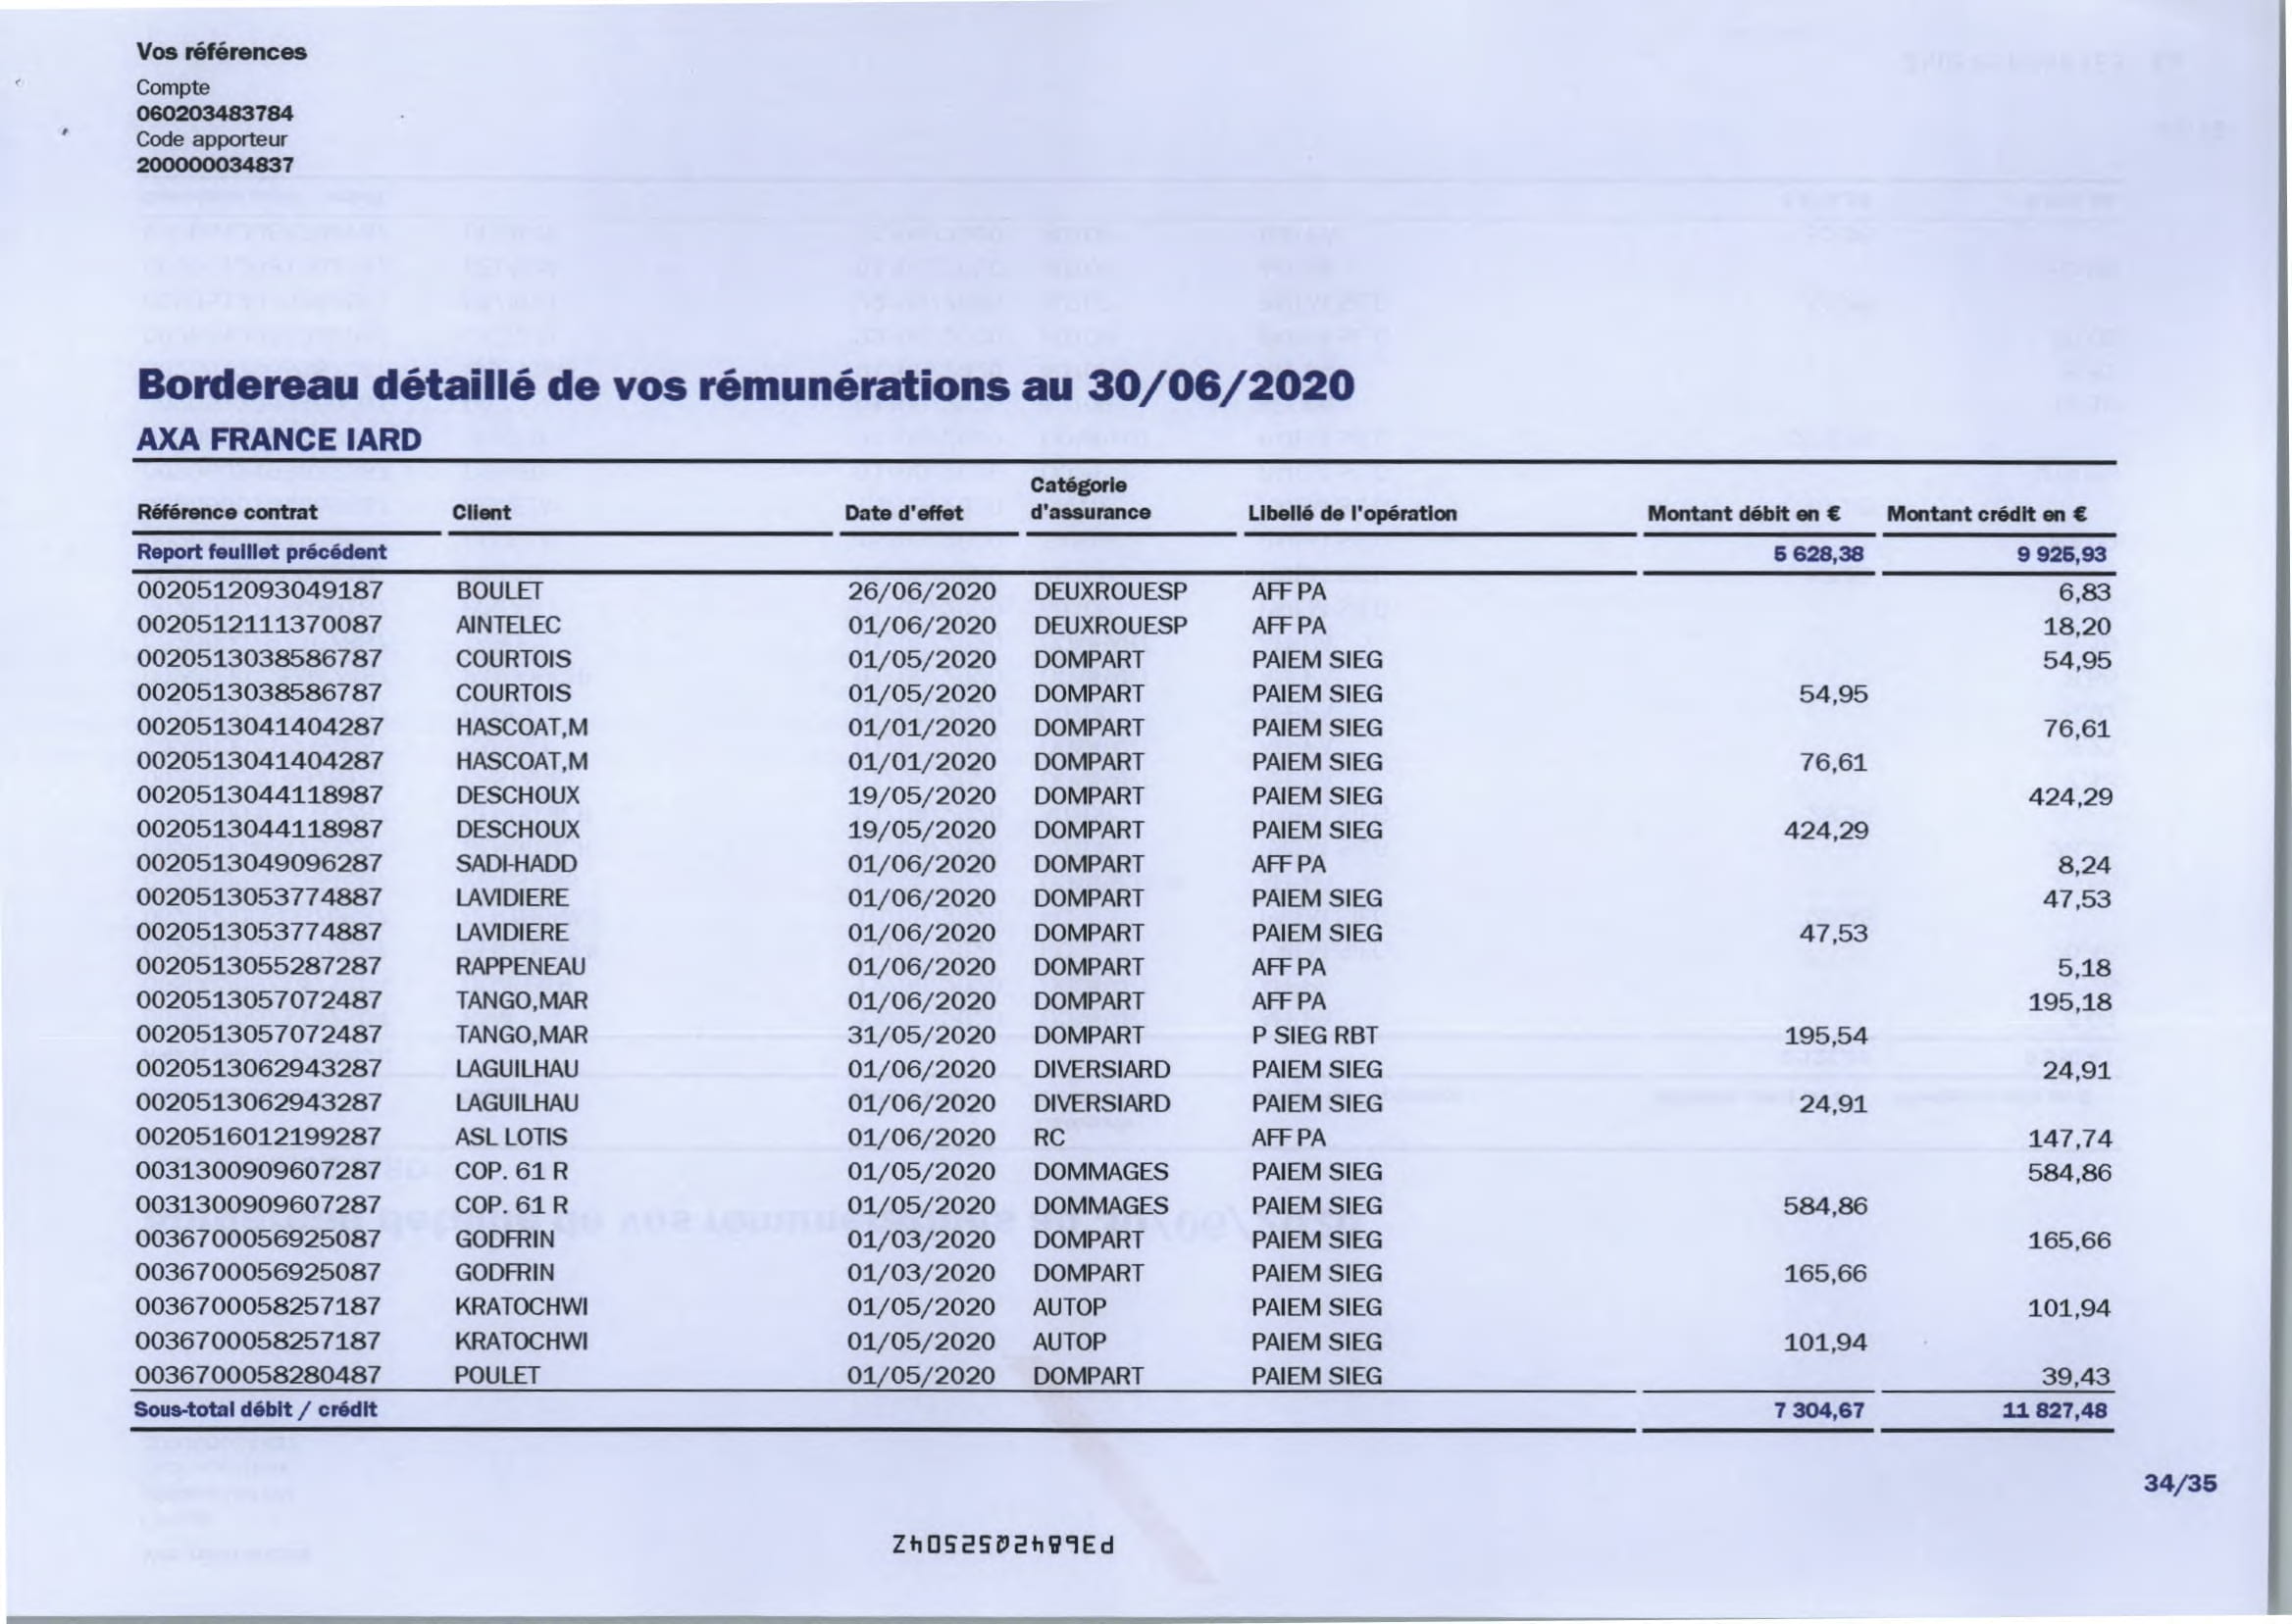 Vos références
Compte
060203483784
Code apporteur
200000034837
Bordereau détaillé de vos rémunérations au 30/06/2020
AXA FRANCE IARD
Référence contrat Client Date d'effet Catégorie d'assurance Libellé de l'opération Montant débit en € Montant crédit en €
Report feuillet précédent 5 628,38 9 925,93
0020512093049187 BOULET 26/06/2020 DEUXROUESP AFF PA 6,83
0020512111370087 AINTELEC 01/06/2020 DEUXROUESP AFF PA 18,20
0020513038586787 COURTOIS 01/05/2020 DOMPART PAIEM SIEG 54,95
0020513038586787 COURTOIS 01/05/2020 DOMPART PAIEM SIEG 54,95
0020513041404287 HASCOAT,M 01/01/2020 DOMPART PAIEM SIEG 76,61
0020513041404287 HASCOAT,M 01/01/2020 DOMPART PAIEM SIEG 76,61
0020513044118987 DESCHOUX 19/05/2020 DOMPART PAIEM SIEG 424,29
0020513044118987 DESCHOUX 19/05/2020 DOMPART PAIEM SIEG 424,29
0020513049096287 SADI-HADD 01/06/2020 DOMPART AFF PA 8,24
0020513053774887 LAVIDIERE 01/06/2020 DOMPART PAIEM SIEG 47,53
0020513053774887 LAVIDIERE 01/06/2020 DOMPART PAIEM SIEG 47,53
0020513055287287 RAPPENEAU 01/06/2020 DOMPART AFF PA 5,18
0020513057072487 TANGO,MAR 01/06/2020 DOMPART AFF PA 195,18
0020513057072487 TANGO,MAR 31/05/2020 DOMPART P SIEG RBT 195,54
0020513062943287 LAGUILHAU 01/06/2020 DIVERSIARD PAIEM SIEG 24,91
0020513062943287 LAGUILHAU 01/06/2020 DIVERSIARD PAIEM SIEG 24,91
0020516012199287 ASL LOTIS 01/06/2020 RC AFF PA 147,74
0031300909607287 COP. 61 R 01/05/2020 DOMMAGES PAIEM SIEG 584,86
0031300909607287 COP. 61 R 01/05/2020 DOMMAGES PAIEM SIEG 584,86
0036700056925087 GODFRIN 01/03/2020 DOMPART PAIEM SIEG 165,66
0036700056925087 GODFRIN 01/03/2020 DOMPART PAIEM SIEG 165,66
0036700058257187 KRATOCHWI 01/05/2020 AUTOP PAIEM SIEG 101,94
0036700058257187 KRATOCHWI 01/05/2020 AUTOP PAIEM SIEG 101,94
0036700058280487 POULET 01/05/2020 DOMPART PAIEM SIEG 39,43
Sous-total débit / crédit 7 304,67 11 827,48
34/35